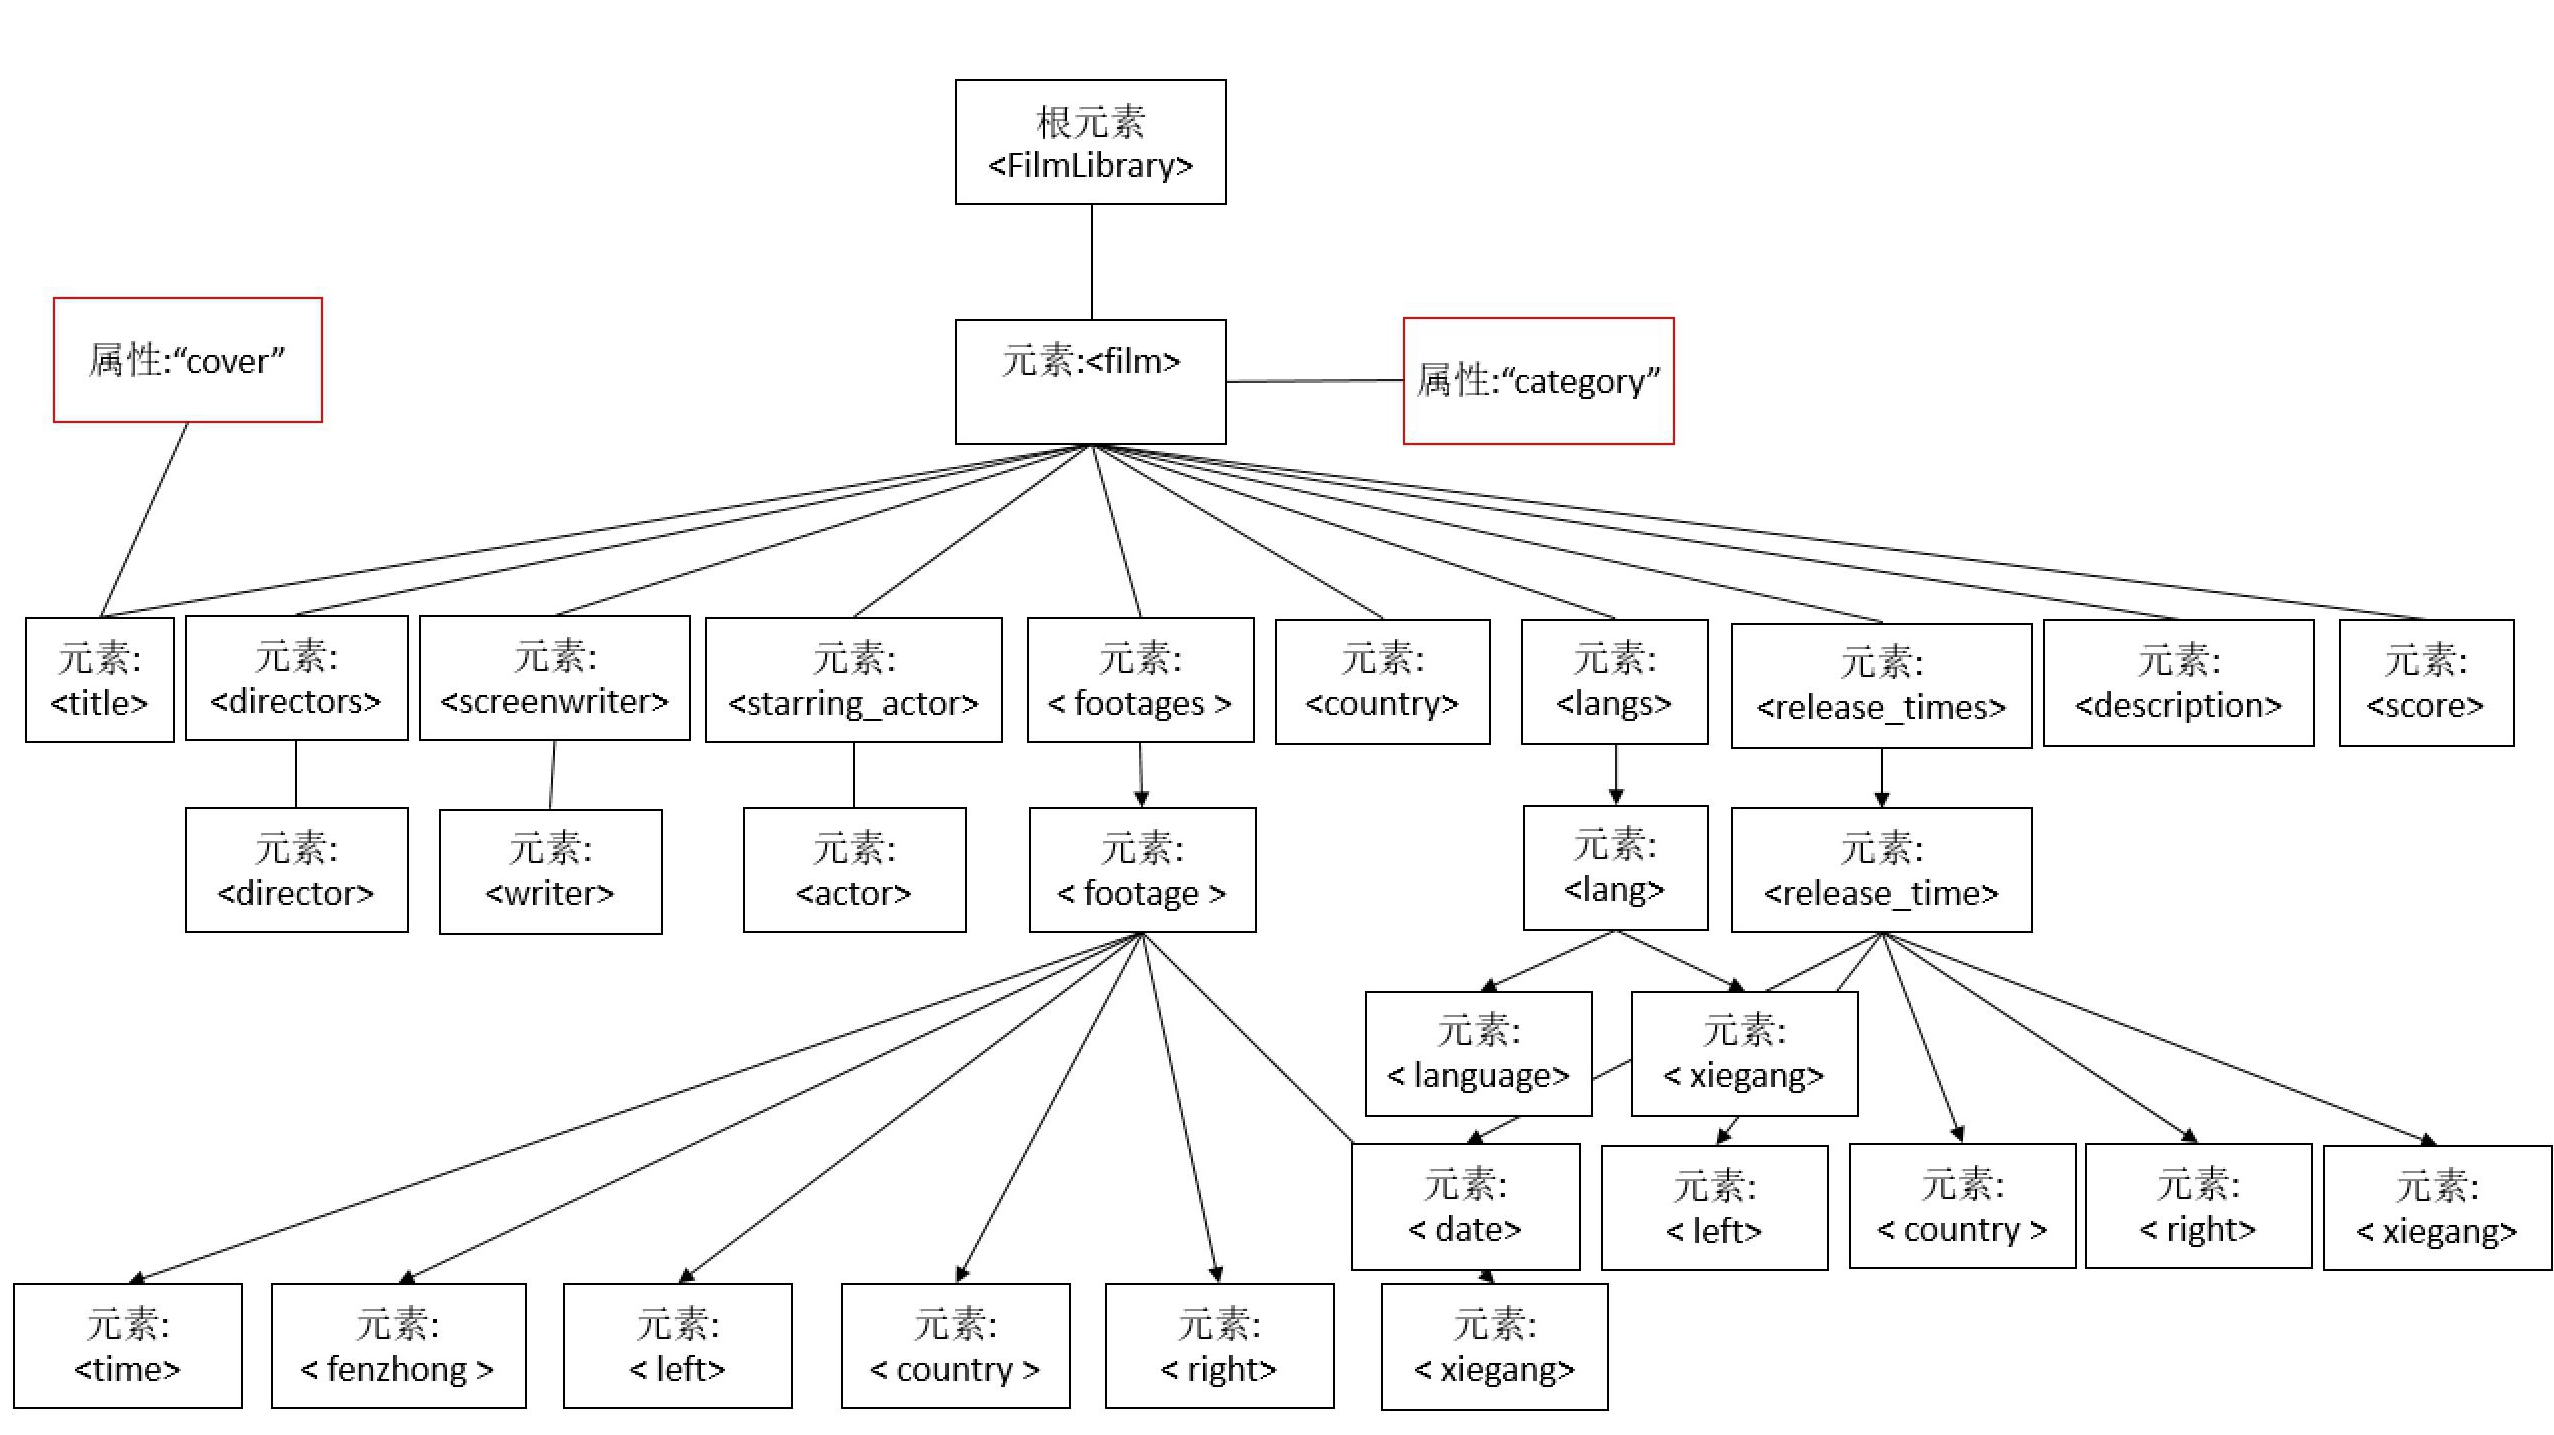 根元素
<FilmLibrary>
属性:“cover”
元素:<film>
属性:“category”
元素:
<title>
元素:
<directors>
元素:
<screenwriter>
元素:
<starring_actor>
元素:
< footages >
元素:
<country>
元素:
<langs>
元素:
<release_times>
元素:
<description>
元素:
<score>
元素:
<director>
元素:
<writer>
元素:
<actor>
元素:
< footage >
元素:
<lang>
元素:
<release_time>
元素:
< language>
元素:
< xiegang>
元素:
< date>
元素:
< left>
元素:
< country >
元素:
< right>
元素:
< xiegang>
元素:
<time>
元素:
< fenzhong >
元素:
< left>
元素:
< country >
元素:
< right>
元素:
< xiegang>